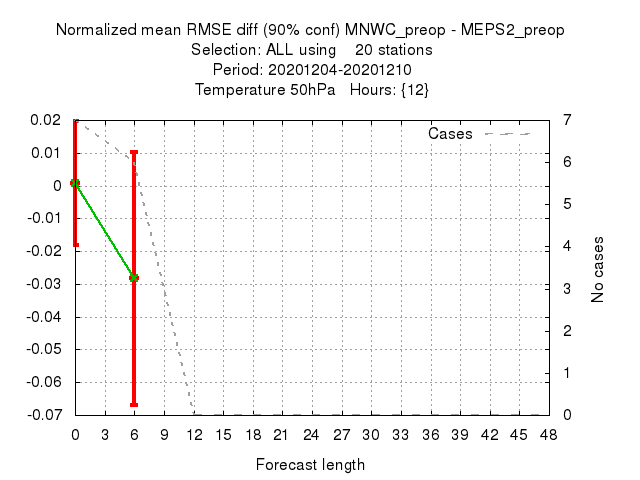 Normalized mean RMSE diff (90% conf) MNWC_preop - MEPS2_preop
Selection: ALL using    20 stations
Period: 20201204-20201210
Temperature 50hPa   Hours: {12}
Cases
0.02
0.01
0
-0.01
-0.02
-0.03
-0.04
-0.05
-0.06
-0.07
7
6
5
4
3
2
1
0
No cases
0 3 6 9 12 15 18 21 24 27 30 33 36 39 42 45 48
Forecast length